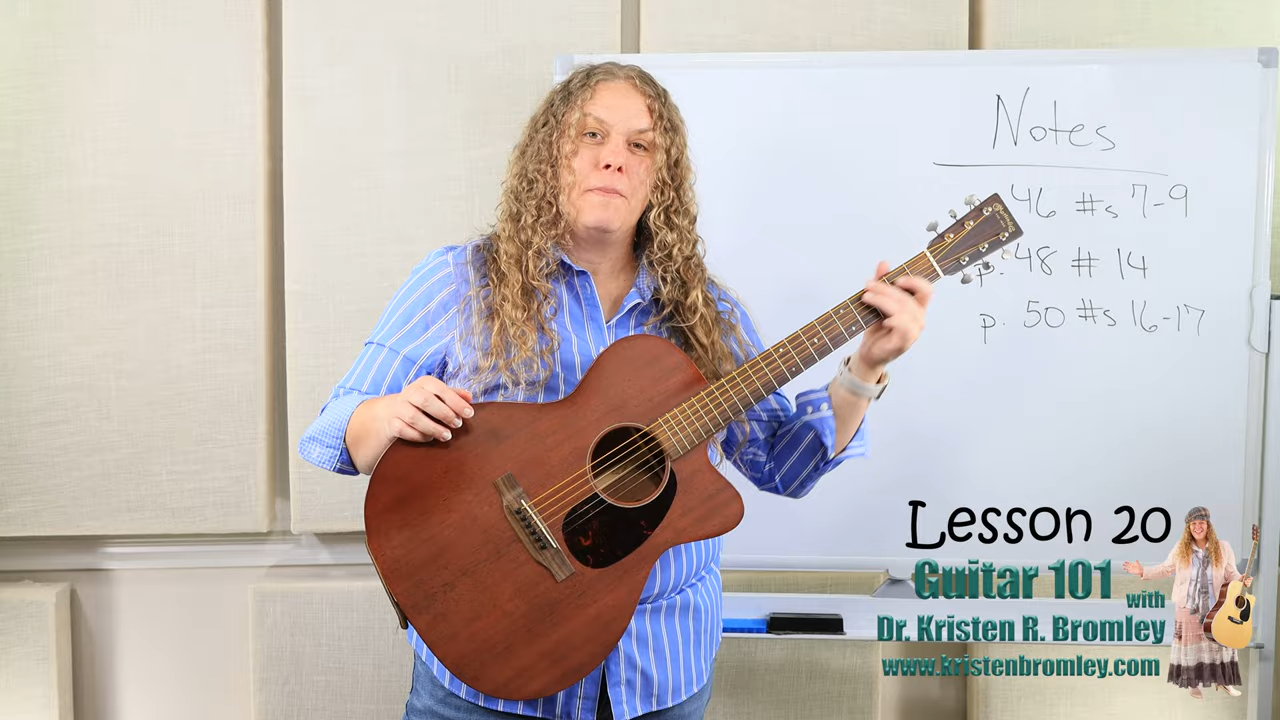 Notes
46 #s 7-9
p. 48 # 14
p. 50 #s 16-17
Lesson 20
Guitar 101
with
Dr. Kristen R. Bromley
www.kristenbromley.com